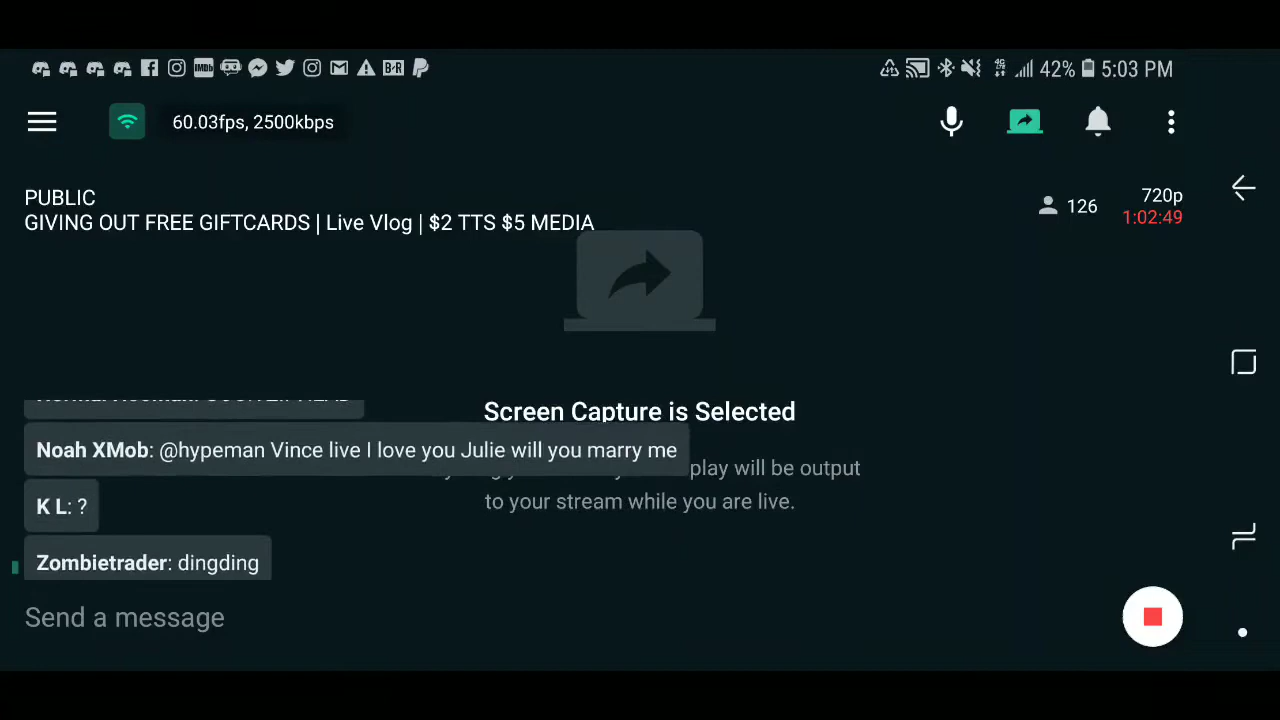 42% 5:03 PM
60.03fps, 2500kbps
PUBLIC
GIVING OUT FREE GIFTCARDS | Live Vlog | $2 TTS $5 MEDIA
126
720p
1:02:49
Screen Capture is Selected
Noah XMob: @hypeman Vince live I love you Julie will you marry me
play will be output
K L: ?
to your stream while you are live.
Zombietrader: dingding
Send a message